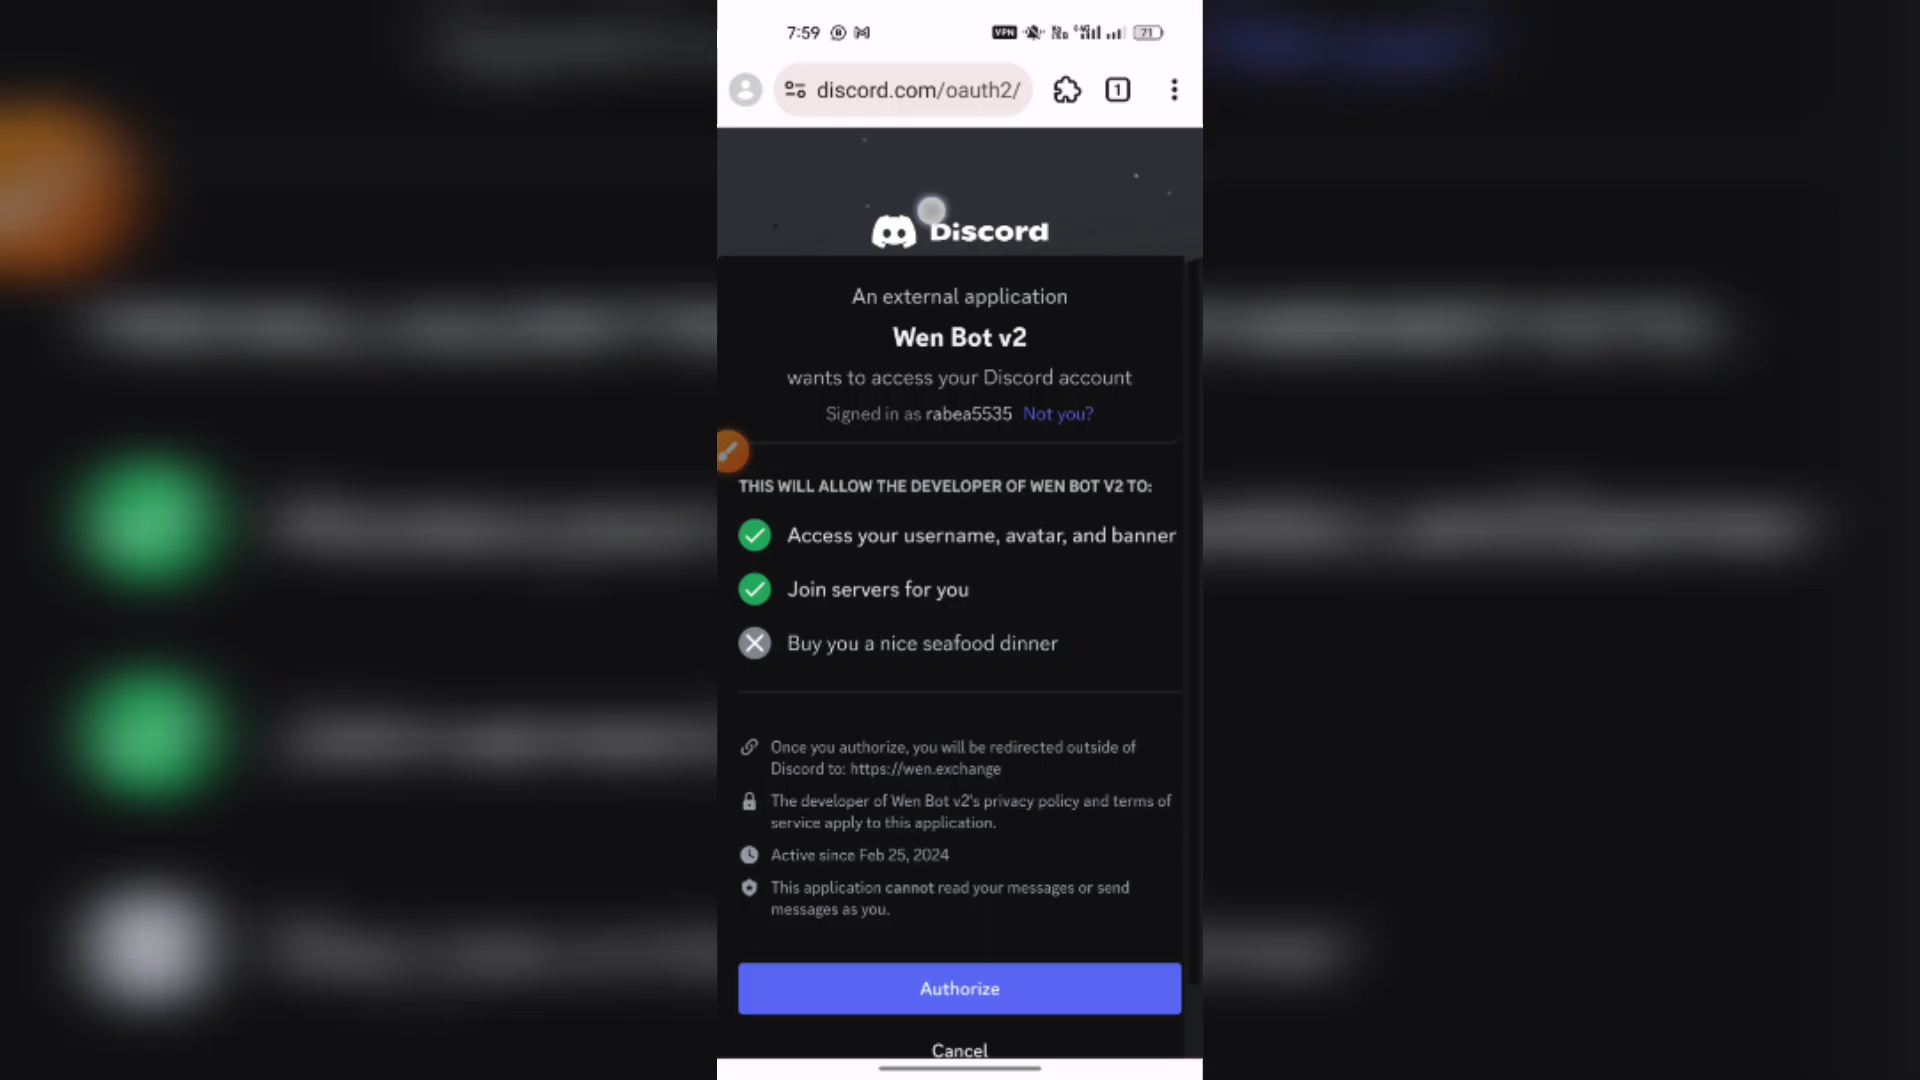 7:59
VPN
71
discord.com/oauth2/
1
Discord
An external application
Wen Bot v2
wants to access your Discord account
Signed in as rabea5535 Not you?
THIS WILL ALLOW THE DEVELOPER OF WEN BOT V2 TO:
Access your username, avatar, and banner
Join servers for you
Buy you a nice seafood dinner
Once you authorize, you will be redirected outside of
Discord to: https://wen.exchange
The developer of Wen Bot v2's privacy policy and terms of
service apply to this application.
Active since Feb 25, 2024
This application cannot read your messages or send
messages as you.
Authorize
Cancel